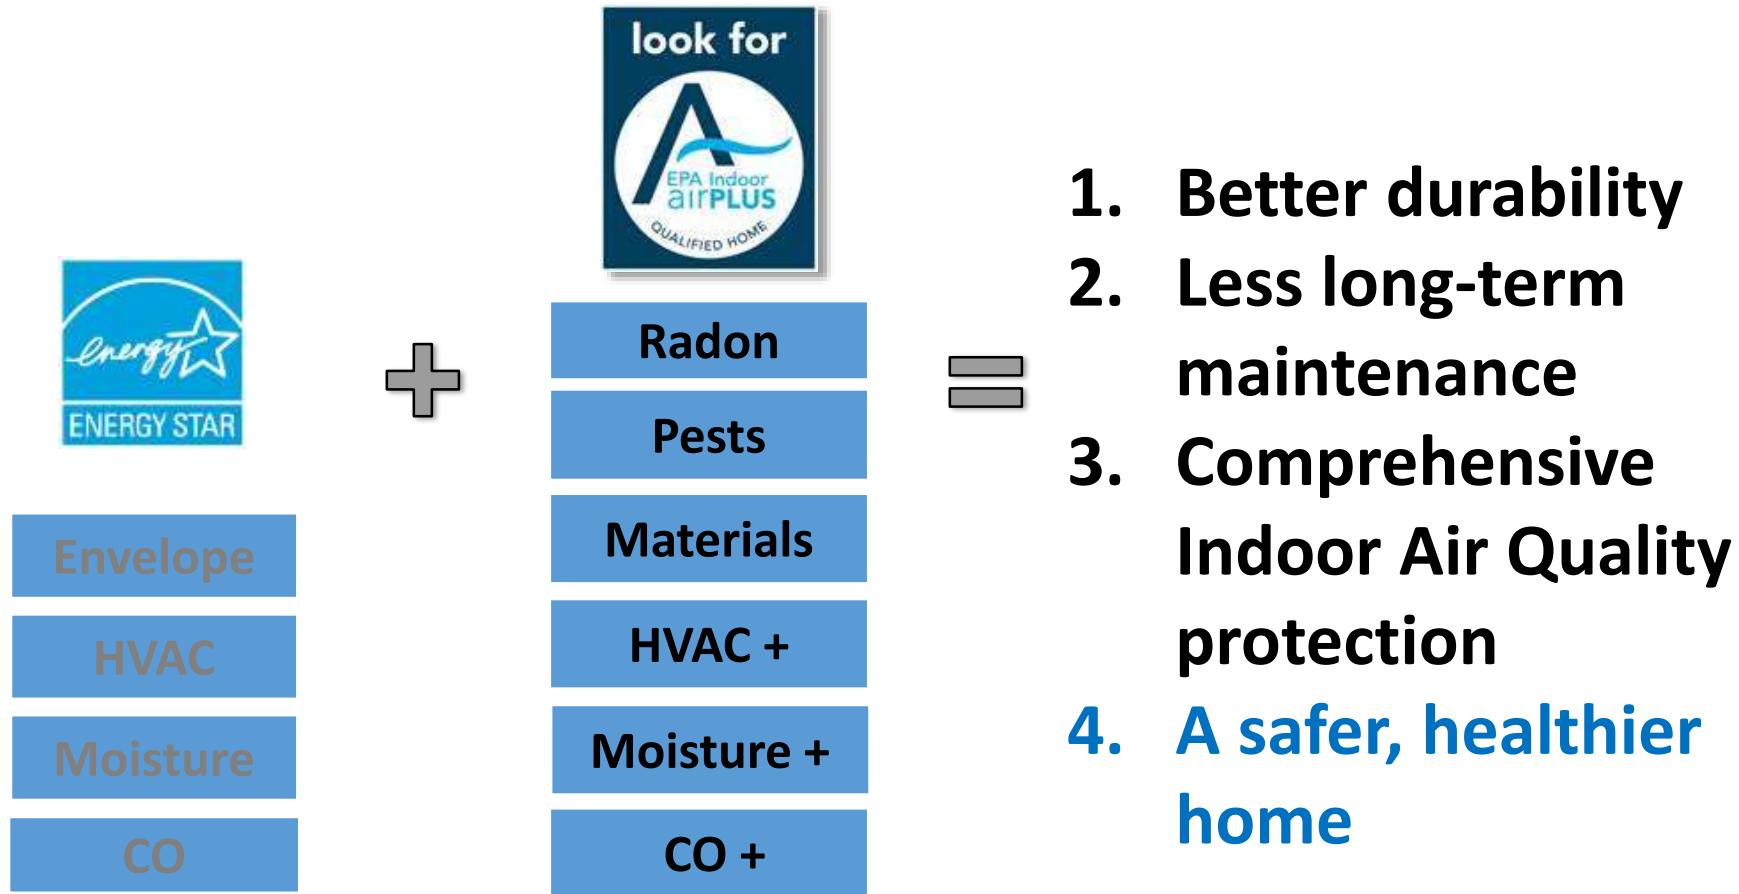 look for
EPA Indoor
airPLUS
QUALIFIED HOME
energy
ENERGY STAR
Envelope
HVAC
Moisture
CO
Radon
Pests
Materials
HVAC +
Moisture +
CO +
1. Better durability
2. Less long-term
maintenance
3. Comprehensive
Indoor Air Quality
protection
4. A safer, healthier
home